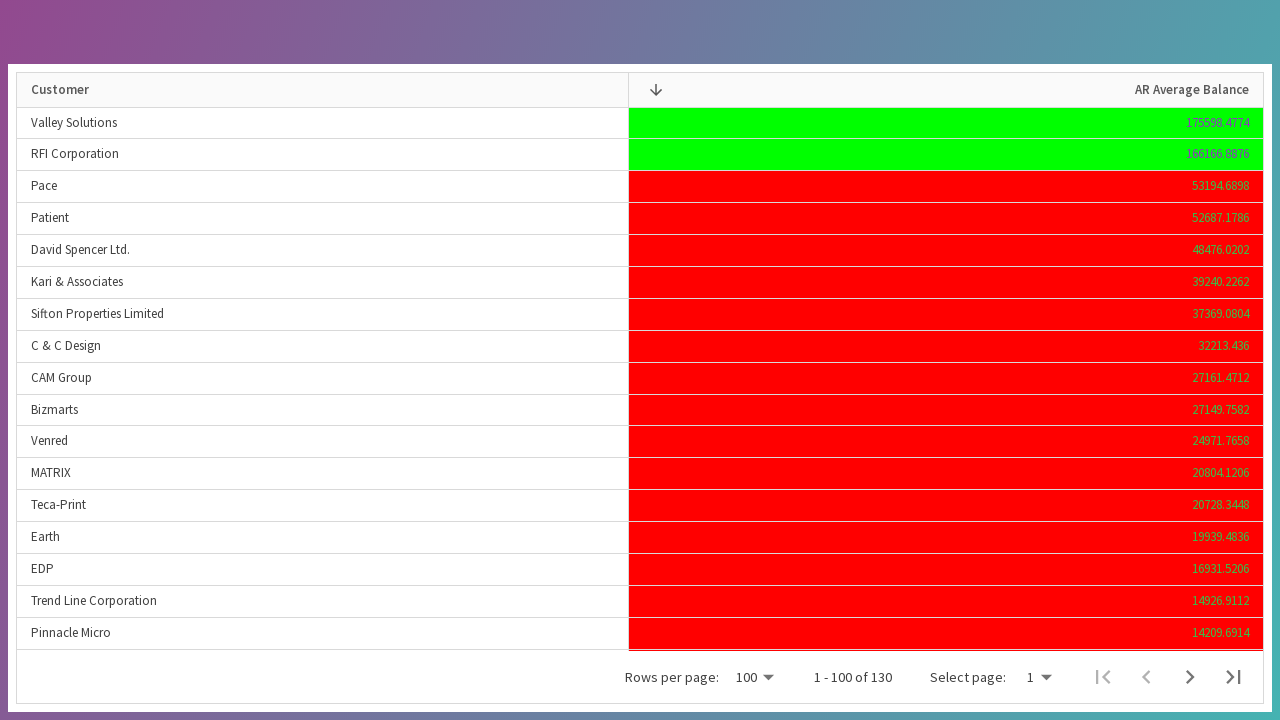 Customer AR Average Balance
Valley Solutions 175598.4774
RFI Corporation 166166.8876
Pace 53194.6898
Patient 52687.1786
David Spencer Ltd. 48476.0202
Kari & Associates 39240.2262
Sifton Properties Limited 37369.0804
C & C Design 32213.436
CAM Group 27161.4712
Bizmarts 27149.7582
Venred 24971.7658
MATRIX 20804.1206
Teca-Print 20728.3448
Earth 19939.4836
EDP 16931.5206
Trend Line Corporation 14926.9112
Pinnacle Micro 14209.6914
Rows per page: 100 1 - 100 of 130 Select page: 1